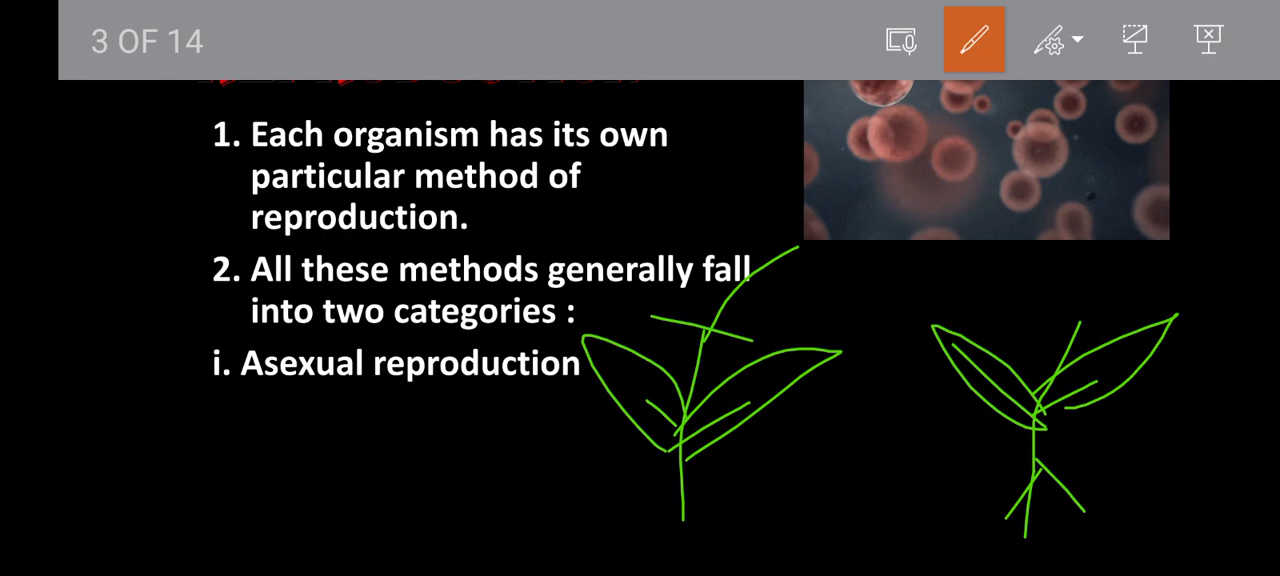 3 OF 14
1. Each organism has its own
particular method of
reproduction.
2. All these methods generally fall
into two categories :
i. Asexual reproduction